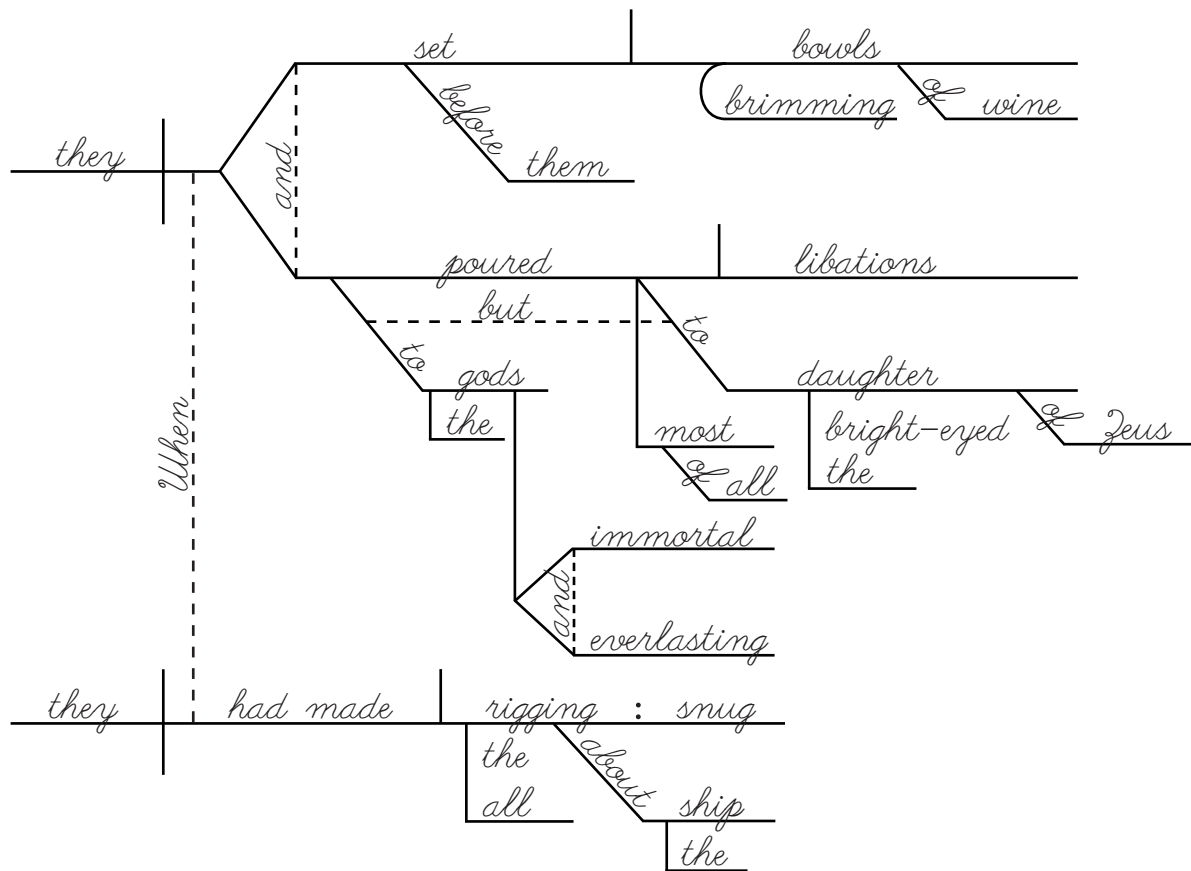 set bowls
before brimming of wine
they and them
poured libations
but
to to
gods daughter
the most bright-eyed of Zeus
When of all the
immortal
and
everlasting
they had made rigging : snug
the about
all ship
the